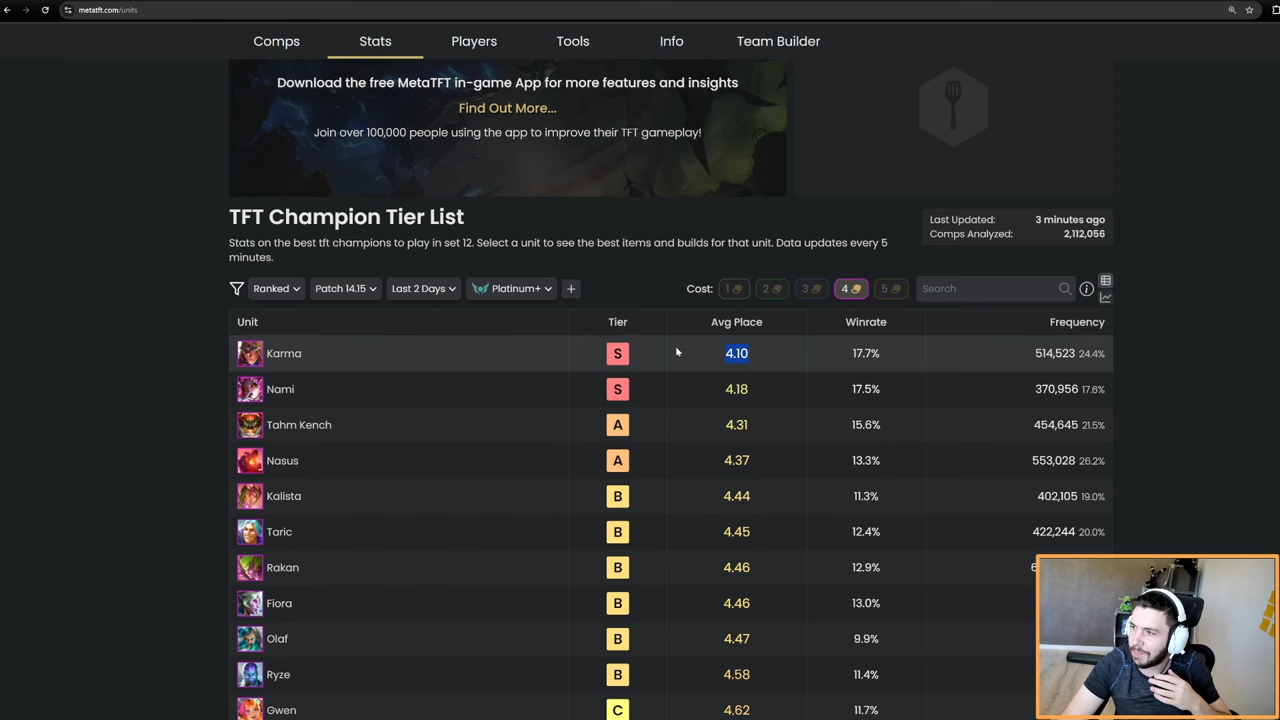 metatft.com/units
Comps Stats Players Tools Info Team Builder
Download the free MetaTFT in-game App for more features and insights
Find Out More...
Join over 100,000 people using the app to improve their TFT gameplay!
TFT Champion Tier List
Stats on the best tft champions to play in set 12. Select a unit to see the best items and builds for that unit. Data updates every 5
minutes.
Last Updated: 3 minutes ago
Comps Analyzed: 2,112,056
Ranked Patch 14.15 Last 2 Days Platinum+ + Cost: 1 2 3 4 5 Search
Unit Tier Avg Place Winrate Frequency
Karma S 4.10 17.7% 514,523 24.4%
Nami S 4.18 17.5% 370,956 17.6%
Tahm Kench A 4.31 15.6% 454,645 21.5%
Nasus A 4.37 13.3% 553,028 26.2%
Kalista B 4.44 11.3% 402,105 19.0%
Taric B 4.45 12.4% 422,244 20.0%
Rakan B 4.46 12.9%
Fiora B 4.46 13.0%
Olaf B 4.47 9.9%
Ryze B 4.58 11.4%
Gwen C 4.62 11.7%